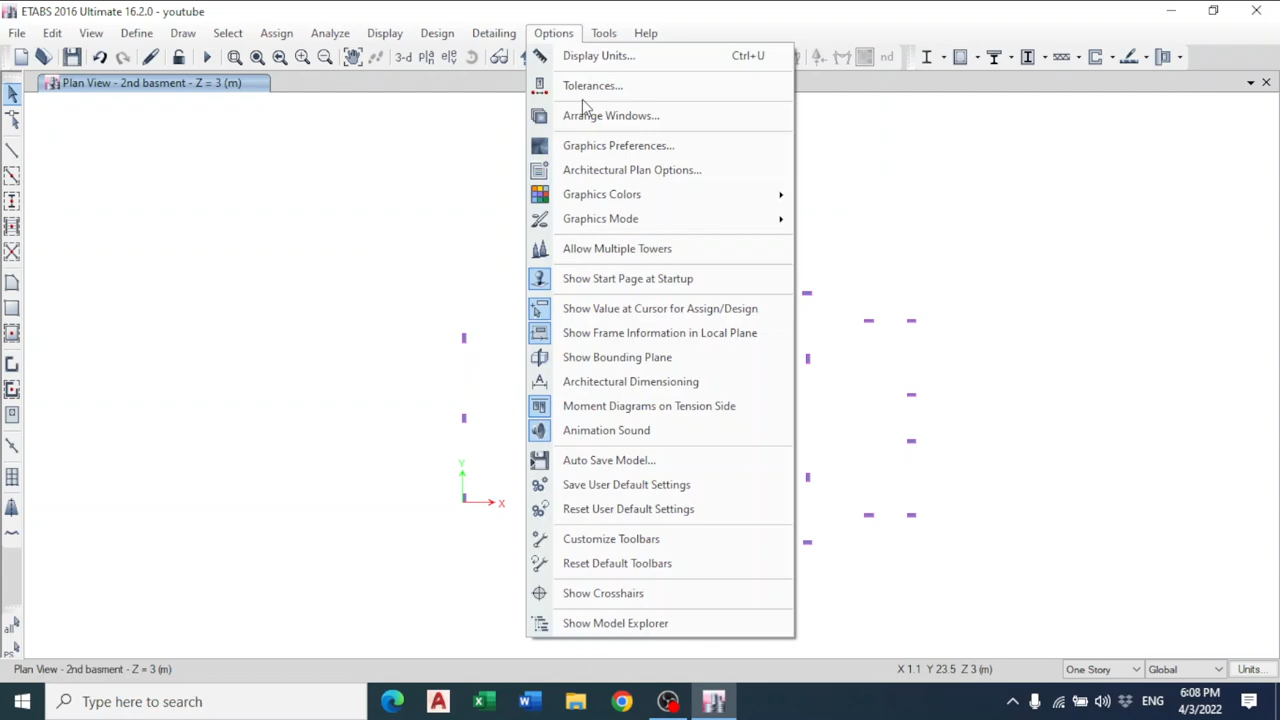 ETABS 2016 Ultimate 16.2.0 - youtube
File Edit View Define Draw Select Assign Analyze Display Design Detailing Options Tools Help
3-d
nd
Plan View - 2nd basment - Z = 3 (m)
Display Units... Ctrl+U
Tolerances...
Arrange Windows...
Graphics Preferences...
Architectural Plan Options...
Graphics Colors
Graphics Mode
Allow Multiple Towers
Show Start Page at Startup
Show Value at Cursor for Assign/Design
Show Frame Information in Local Plane
Show Bounding Plane
Architectural Dimensioning
Moment Diagrams on Tension Side
Animation Sound
Auto Save Model...
Save User Default Settings
Reset User Default Settings
Customize Toolbars
Reset Default Toolbars
Show Crosshairs
Show Model Explorer
Y
X
all
PS
Plan View - 2nd basment - Z = 3 (m) X 1.1 Y 23.5 Z 3 (m) One Story Global Units...
Type here to search
ENG
6:08 PM
4/3/2022